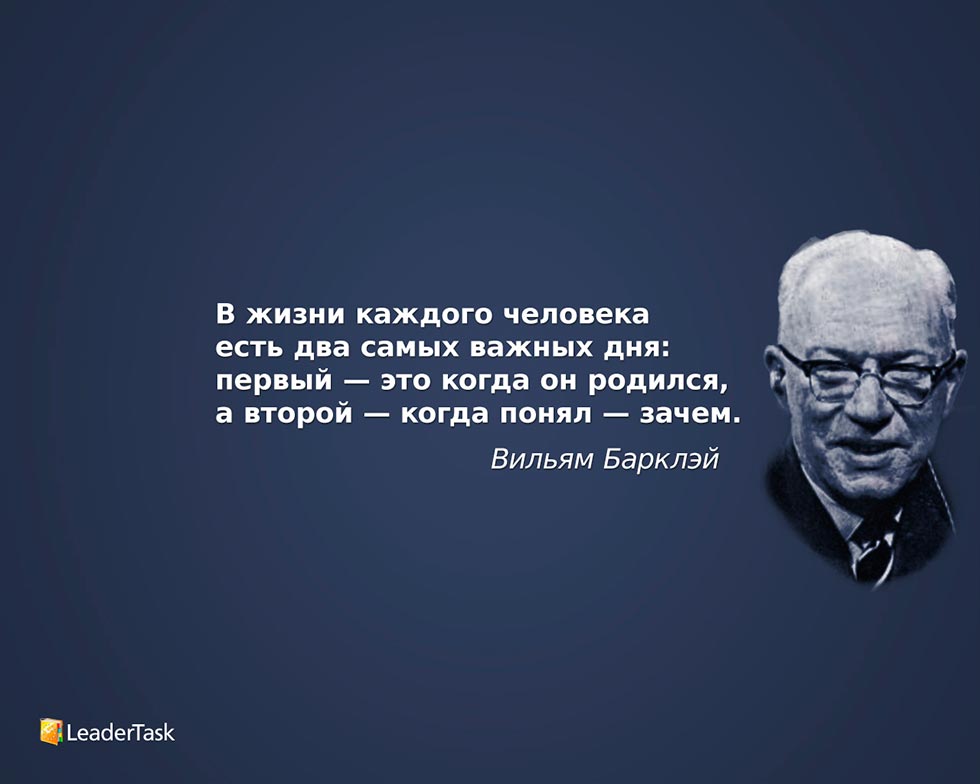 В жизни каждого человека
есть два самых важных дня:
первый — это когда он родился,
а второй — когда понял — зачем.
Вильям Барклэй
LeaderTask